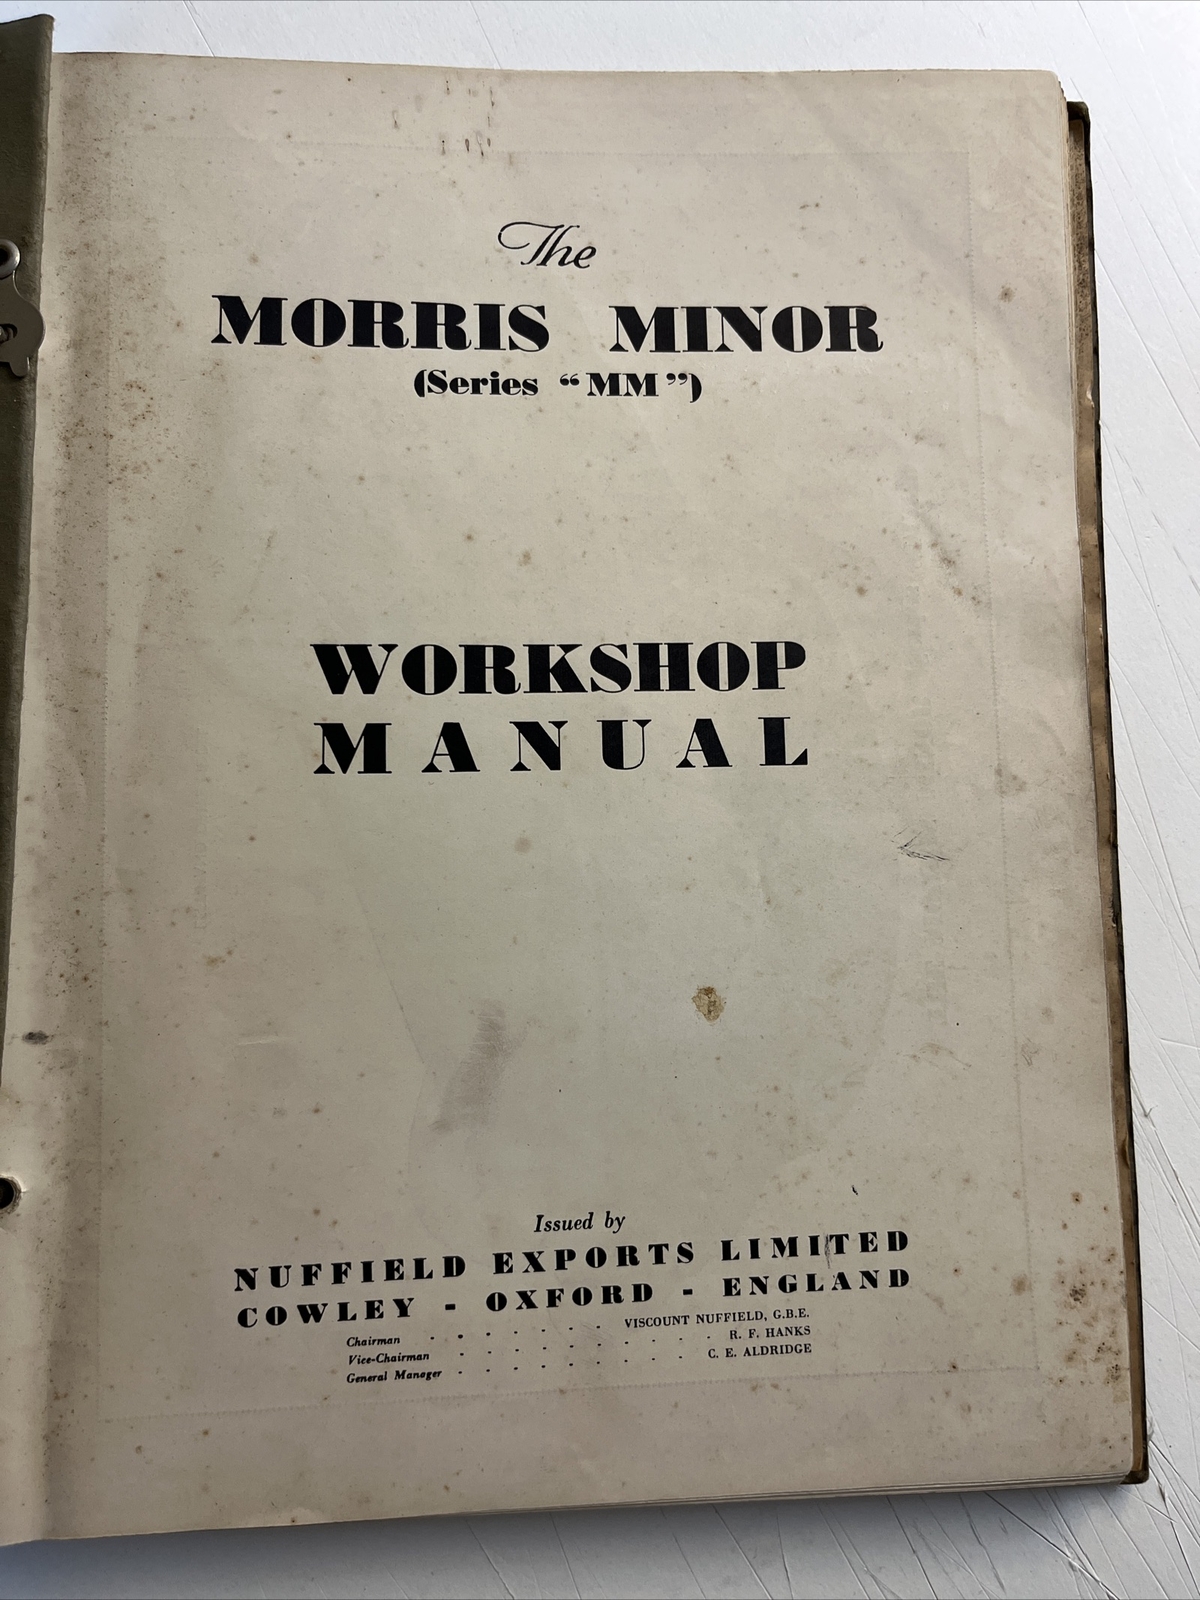 The
MORRIS MINOR
(Series “MM”)
WORKSHOP
MANUAL
Issued by
NUFFIELD EXPORTS LIMITED
COWLEY - OXFORD - ENGLAND
Chairman . . . . . . . VISCOUNT NUFFIELD, G.B.E.
Vice-Chairman . . . . . . . . . R. F. HANKS
General Manager . . . . . . . . . C. E. ALDRIDGE